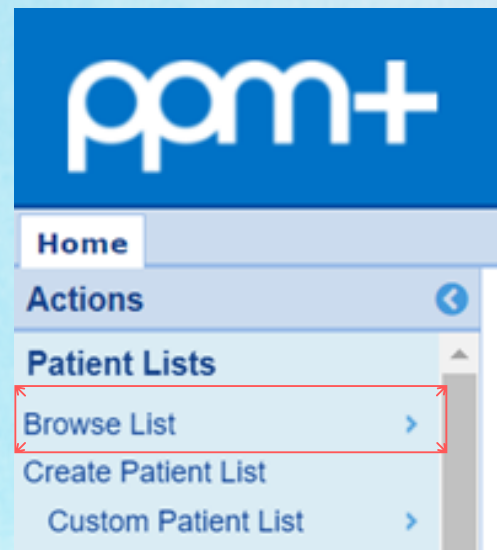 ppm+
Home
Actions
Patient Lists
Browse List
Create Patient List
Custom Patient List